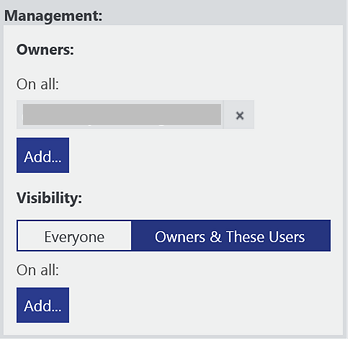 Management:
Owners:
On all:
×
Add...
Visibility:
Everyone
Owners & These Users
On all:
Add...